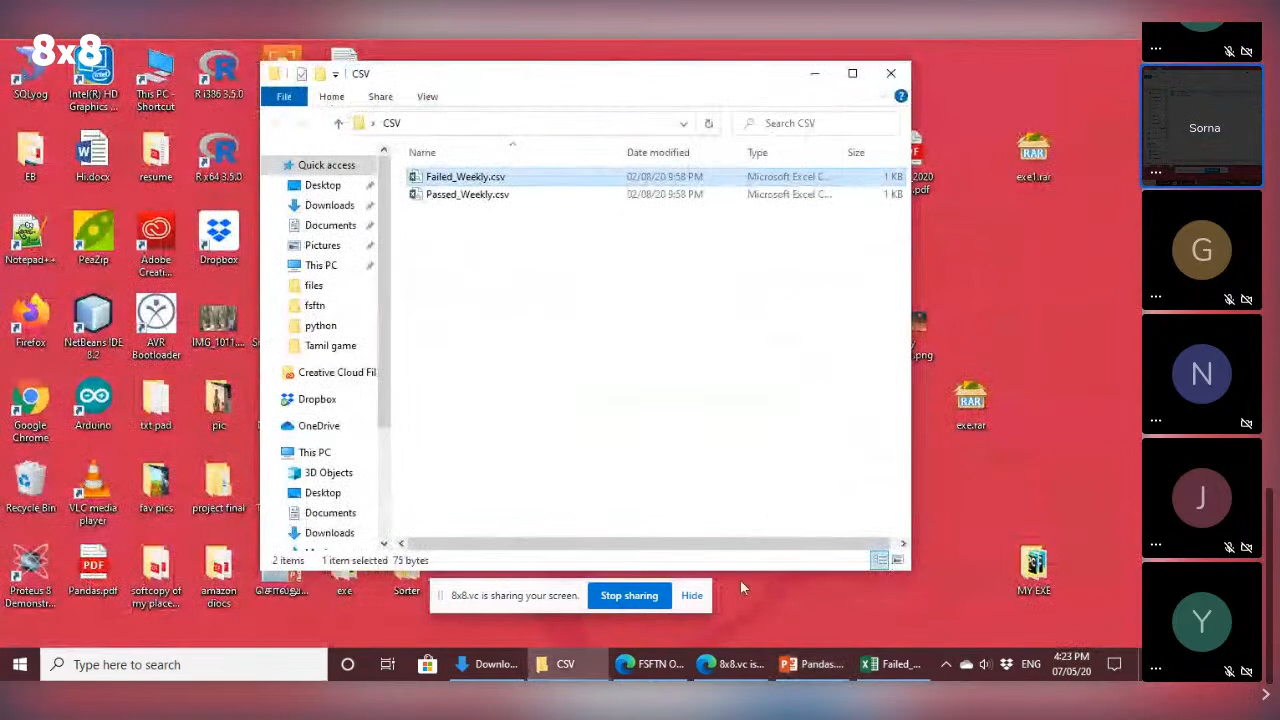 8x8
SQLyog
Intel(R) HD
Graphics ...
This PC -
Shortcut
R i386 3.5.0
EB
Hi.docx
resume
R x64 3.5.0
Notepad++
PeaZip
Adobe
Creati...
Dropbox
Firefox
NetBeans IDE
8.2
AVR
Bootloader
IMG_1011....
Google
Chrome
Arduino
txt pad
pic
Recycle Bin
VLC media
player
fav pics
project final
Proteus 8
Demonstr...
PDF
Pandas.pdf
softcopy of
my place...
amazon
diocs
exe
Sorter
CSV
File
Home
Share
View
CSV
Search CSV
Name
Date modified
Type
Size
Failed_Weekly.csv
02/08/20 9:58 PM
Microsoft Excel C...
1 KB
Passed_Weekly.csv
02/08/20 9:58 PM
Microsoft Excel C...
1 KB
Quick access
Desktop
Downloads
Documents
Pictures
This PC
files
fsftn
python
Tamil game
Creative Cloud Fil
Dropbox
OneDrive
This PC
3D Objects
Desktop
Documents
Downloads
2 items
1 item selected 75 bytes
8x8.vc is sharing your screen.
Stop sharing
Hide
_2020
.pdf
.png
RAR
exe1.rar
RAR
exe.rar
MY EXE
Type here to search
Downlo...
CSV
FSFTN O...
8x8.vc is...
Pandas....
Failed_...
ENG
4:23 PM
07/05/20
Sorna
G
N
J
Y